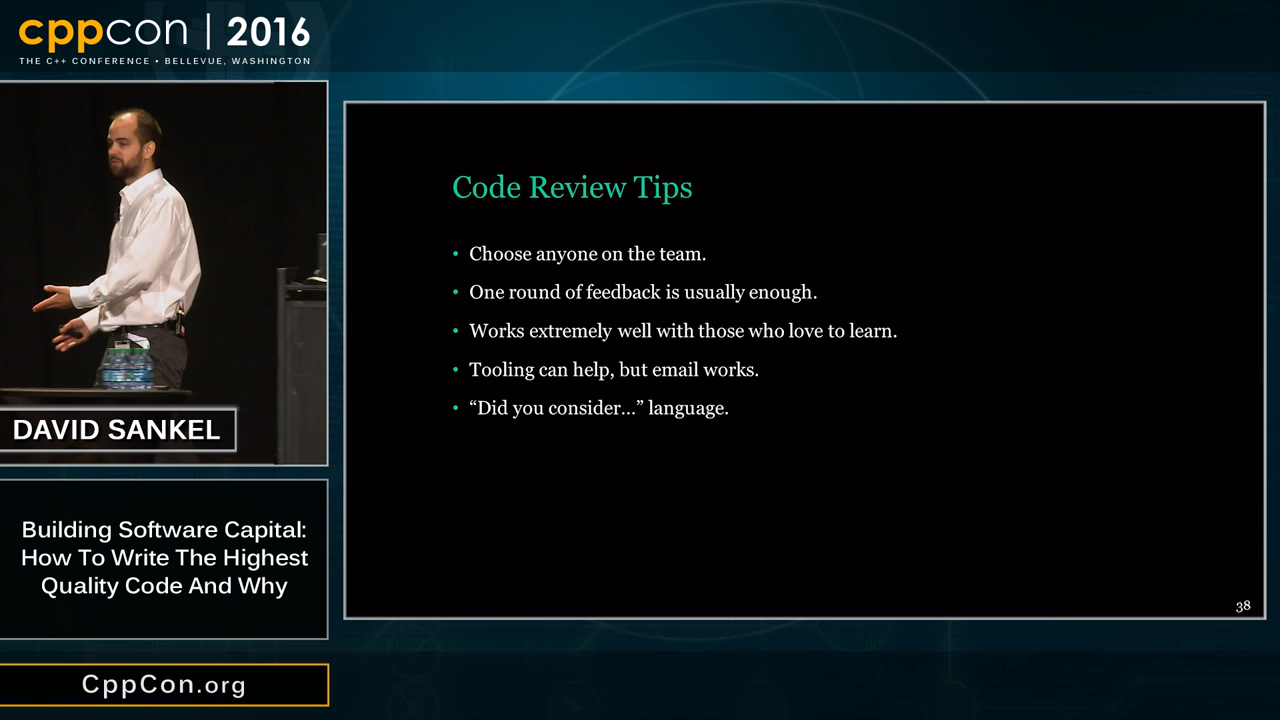 cppcon | 2016
THE C++ CONFERENCE • BELLEVUE, WASHINGTON
DAVID SANKEL
Building Software Capital:
How To Write The Highest
Quality Code And Why
CppCon.org
Code Review Tips
• Choose anyone on the team.
• One round of feedback is usually enough.
• Works extremely well with those who love to learn.
• Tooling can help, but email works.
• “Did you consider…” language.
38